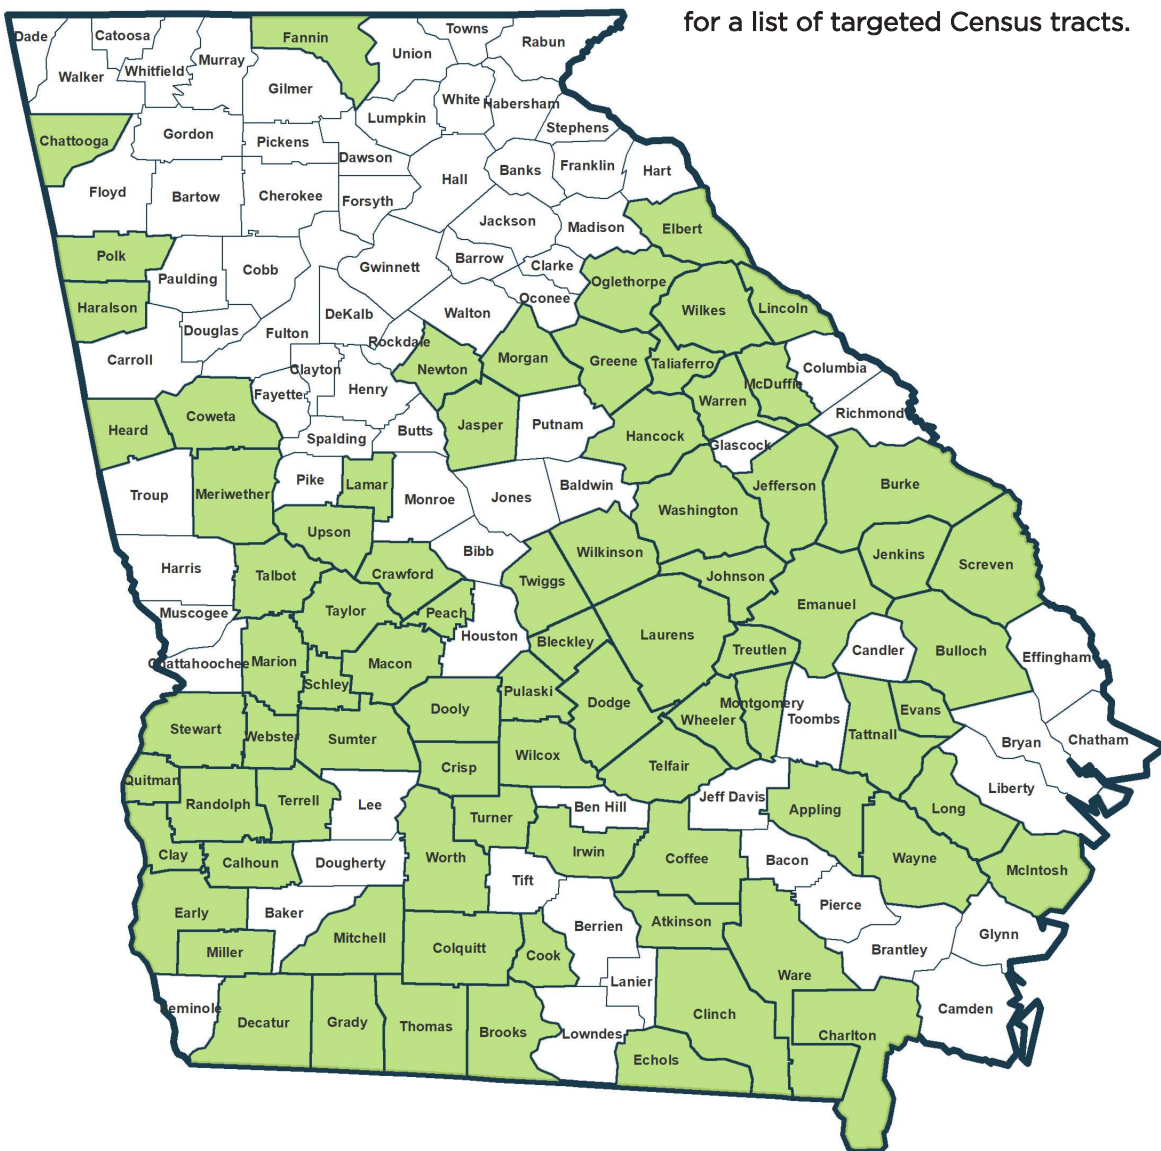 for a list of targeted Census tracts.
Dade
Catoosa
Fannin
Towns
Rabun
Union
Walker
Whitfield
Murray
Gilmer
White
Habersham
Lumpkin
Stephens
Chattooga
Gordon
Pickens
Dawson
Hall
Banks
Franklin
Hart
Floyd
Bartow
Cherokee
Forsyth
Jackson
Madison
Elbert
Polk
Paulding
Cobb
Gwinnett
Barrow
Clarke
Oglethorpe
Oconee
Haralson
Douglas
Fulton
DeKalb
Walton
Wilkes
Lincoln
Carroll
Clayton
Rockdale
Newton
Morgan
Greene
Taliaferro
McDuffie
Columbia
Fayette
Henry
Warren
Richmond
Heard
Coweta
Spalding
Butts
Jasper
Putnam
Hancock
Glascock
Troup
Meriwether
Pike
Lamar
Monroe
Jones
Baldwin
Washington
Jefferson
Burke
Upson
Bibb
Wilkinson
Jenkins
Screven
Harris
Talbot
Crawford
Twiggs
Johnson
Muscogee
Taylor
Peach
Houston
Bleckley
Laurens
Emanuel
Treutlen
Candler
Bulloch
Effingham
Chattahoochee
Marion
Schley
Macon
Pulaski
Dodge
Stewart
Webster
Sumter
Dooly
Wheeler
Montgomery
Toombs
Tattnall
Evans
Bryan
Chatham
Quitman
Randolph
Terrell
Lee
Crisp
Wilcox
Telfair
Jeff Davis
Appling
Long
Liberty
Turner
Ben Hill
Clay
Calhoun
Dougherty
Worth
Tift
Irwin
Coffee
Bacon
Wayne
McIntosh
Early
Baker
Mitchell
Colquitt
Cook
Berrien
Atkinson
Pierce
Brantley
Glynn
Miller
Lanier
Ware
Seminole
Decatur
Grady
Thomas
Brooks
Lowndes
Clinch
Echols
Charlton
Camden